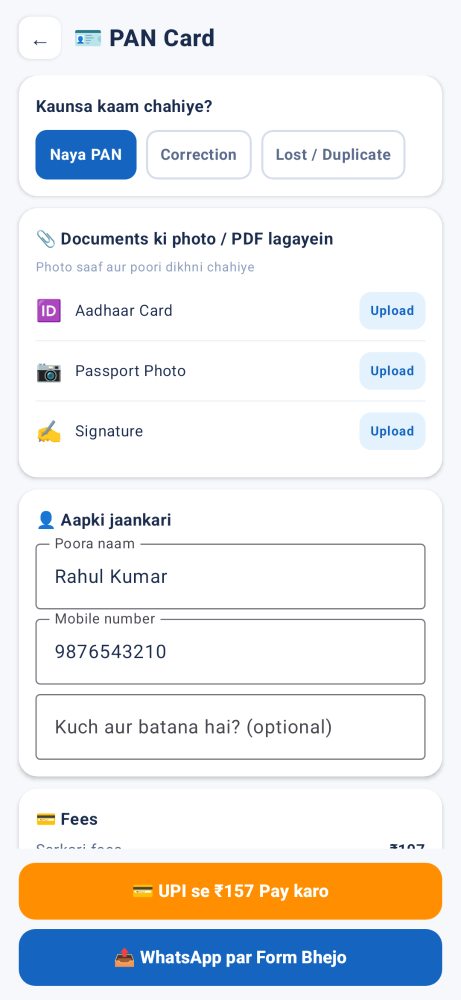 ← 🪪 PAN Card
Kaunsa kaam chahiye?
Naya PAN Correction Lost / Duplicate
📎 Documents ki photo / PDF lagayein
Photo saaf aur poori dikhni chahiye
🆔 Aadhaar Card Upload
📷 Passport Photo Upload
✍️ Signature Upload
👤 Aapki jaankari
Poora naam
Rahul Kumar
Mobile number
9876543210
Kuch aur batana hai? (optional)
💳 Fees
Sarkari fees
💳 UPI se ₹157 Pay karo
📤 WhatsApp par Form Bhejo